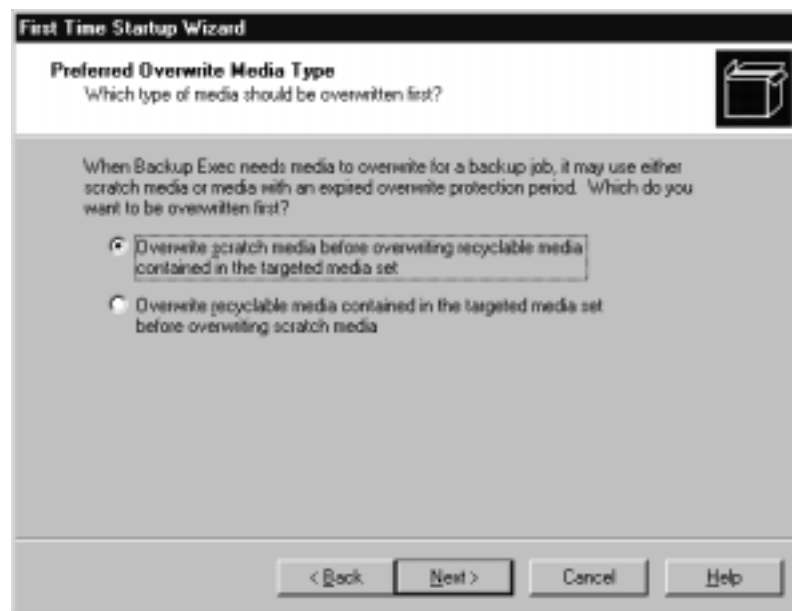 First Time Startup Wizard
Preferred Overwrite Media Type
Which type of media should be overwritten first?
When Backup Exec needs media to overwrite for a backup job, it may use either
scratch media or media with an expired overwrite protection period. Which do you
want to be overwritten first?
Overwrite scratch media before overwriting recyclable media
contained in the targeted media set
Overwrite recyclable media contained in the targeted media set
before overwriting scratch media
< Back
Next >
Cancel
Help